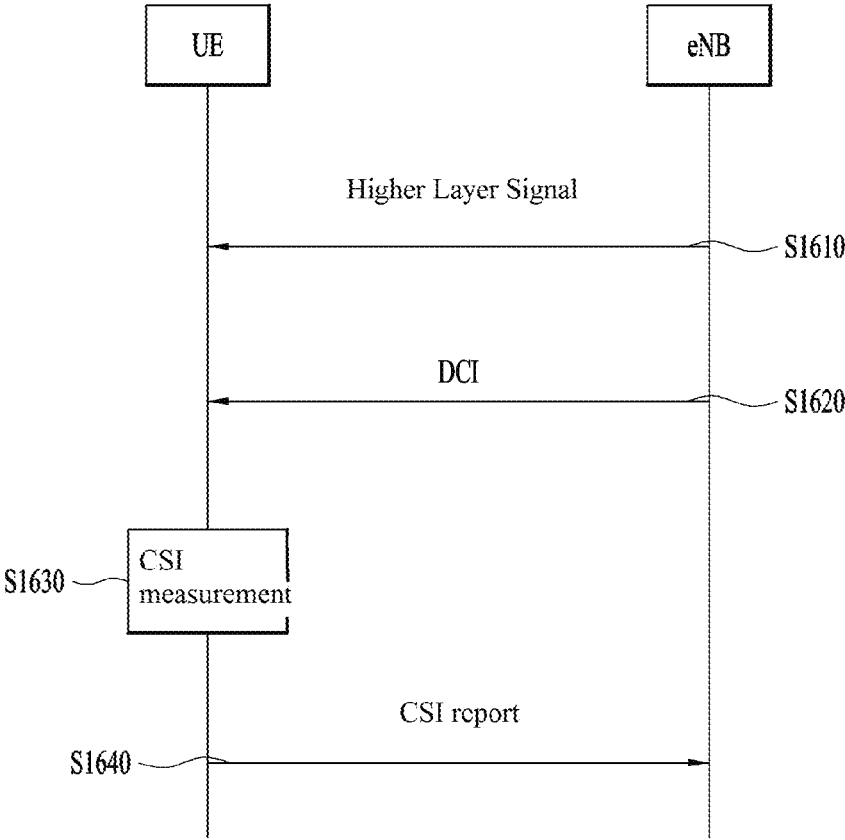 UE
eNB
Higher Layer Signal
S1610
DCI
S1620
CSI
measurement
S1630
CSI report
S1640